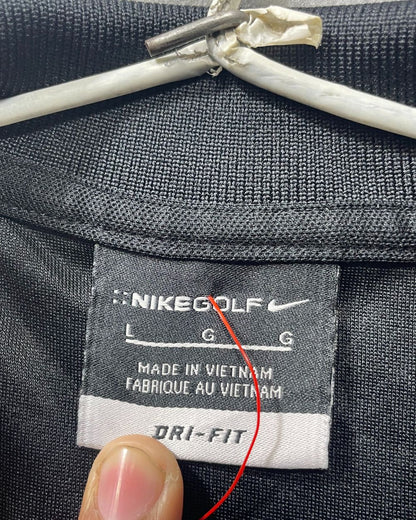 NIKEGOLF
L G G
MADE IN VIETNAM
FABRIQUE AU VIETNAM
DRI-FIT